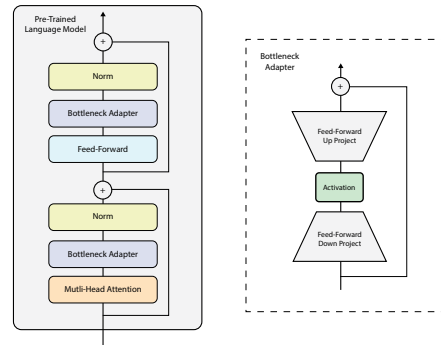 Pre-Trained
Language Model
+
Norm
Bottleneck Adapter
Feed-Forward
+
Norm
Bottleneck Adapter
Mutli-Head Attention
Bottleneck
Adapter
+
Feed-Forward
Up Project
Activation
Feed-Forward
Down Project